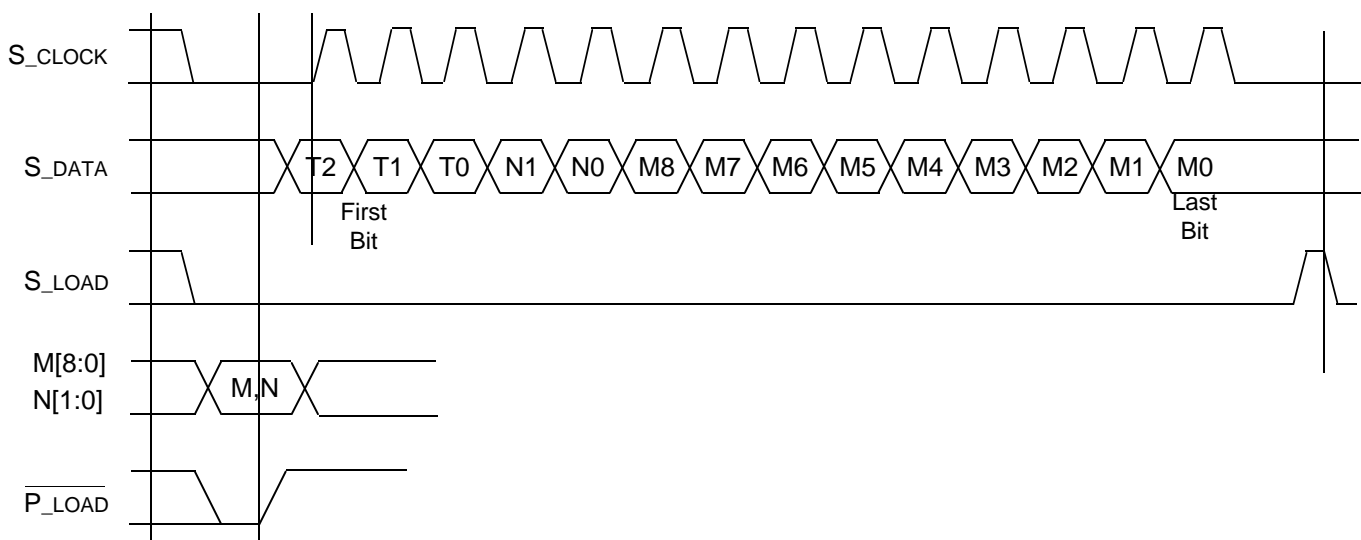 S_CLOCK
S_DATA
T2 T1 T0 N1 N0 M8 M7 M6 M5 M4 M3 M2 M1 M0
First
Bit
Last
Bit
S_LOAD
M[8:0]
N[1:0]
M,N
P_LOAD